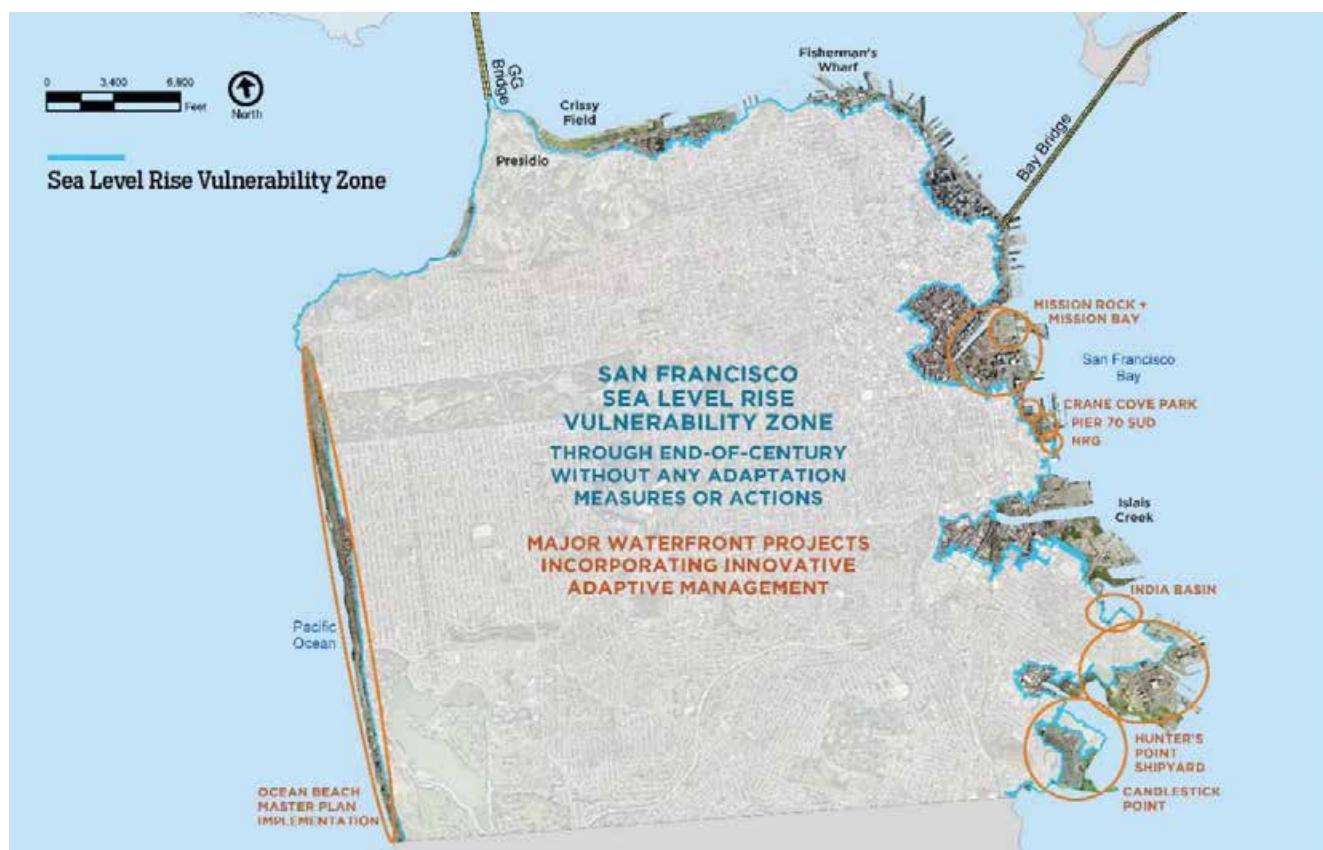 0 3,400 6,800
Feet
North
Sea Level Rise Vulnerability Zone
GG
Bridge
Crissy
Field
Presidio
Fisherman's
Wharf
Bay Bridge
MISSION ROCK +
MISSION BAY
San Francisco
Bay
CRANE COVE PARK
PIER 70 SUD
NRG
SAN FRANCISCO
SEA LEVEL RISE
VULNERABILITY ZONE
THROUGH END-OF-CENTURY
WITHOUT ANY ADAPTATION
MEASURES OR ACTIONS
MAJOR WATERFRONT PROJECTS
INCORPORATING INNOVATIVE
ADAPTIVE MANAGEMENT
Islais
Creek
INDIA BASIN
Pacific
Ocean
HUNTER'S
POINT
SHIPYARD
CANDLESTICK
POINT
OCEAN BEACH
MASTER PLAN
IMPLEMENTATION